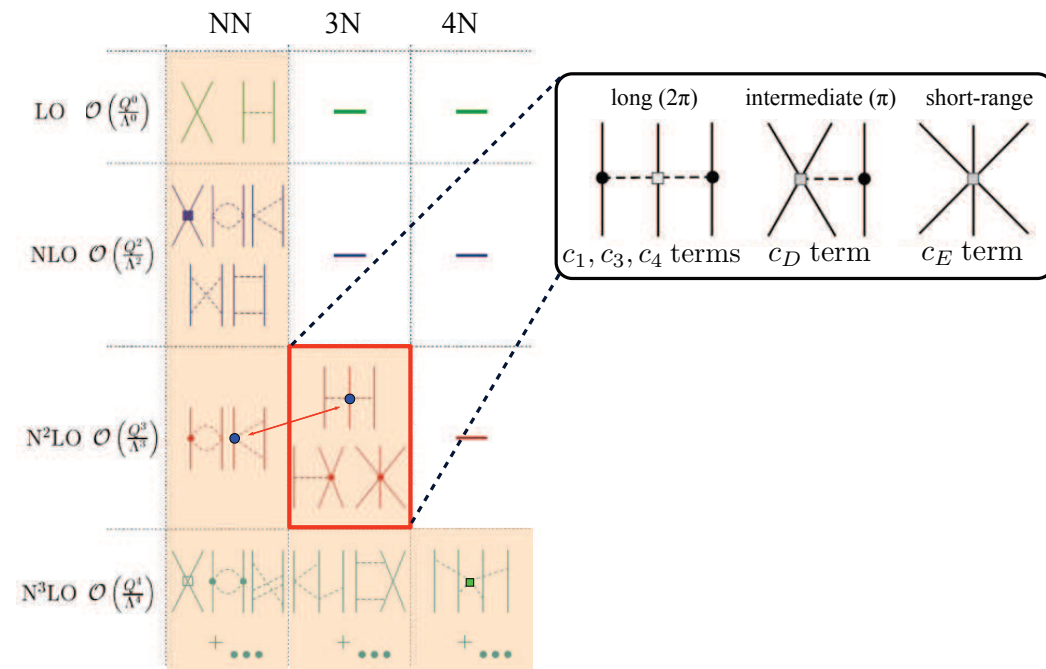 NN 3N 4N
LO 𝒪(Q⁰/Λ⁰)
long (2π) intermediate (π) short-range
c₁, c₃, c₄ terms c_D term c_E term
NLO 𝒪(Q²/Λ²)
N²LO 𝒪(Q³/Λ³)
N³LO 𝒪(Q⁴/Λ⁴)
+ ••• + ••• + •••